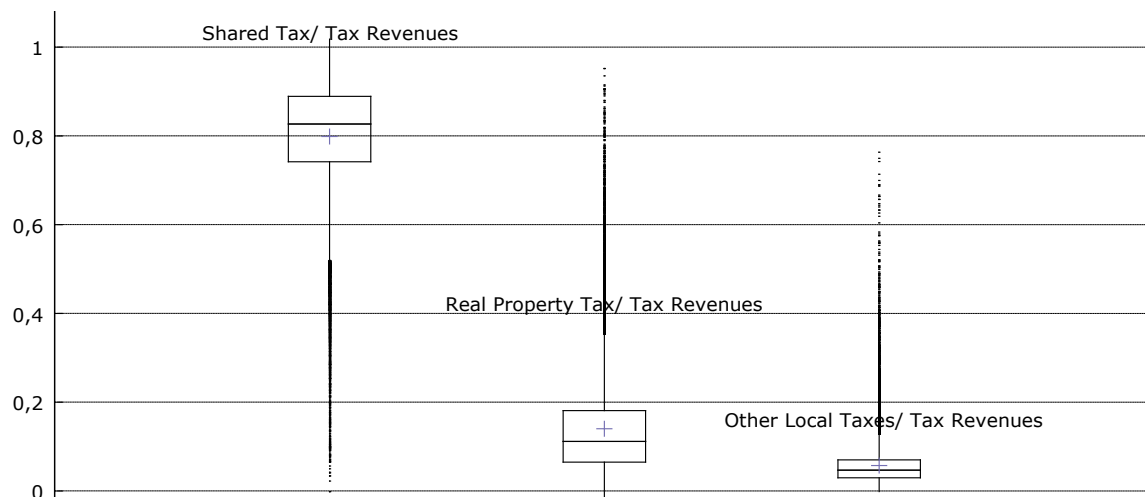 Shared Tax/ Tax Revenues
1
0,8
0,6
Real Property Tax/ Tax Revenues
0,4
0,2
Other Local Taxes/ Tax Revenues
0